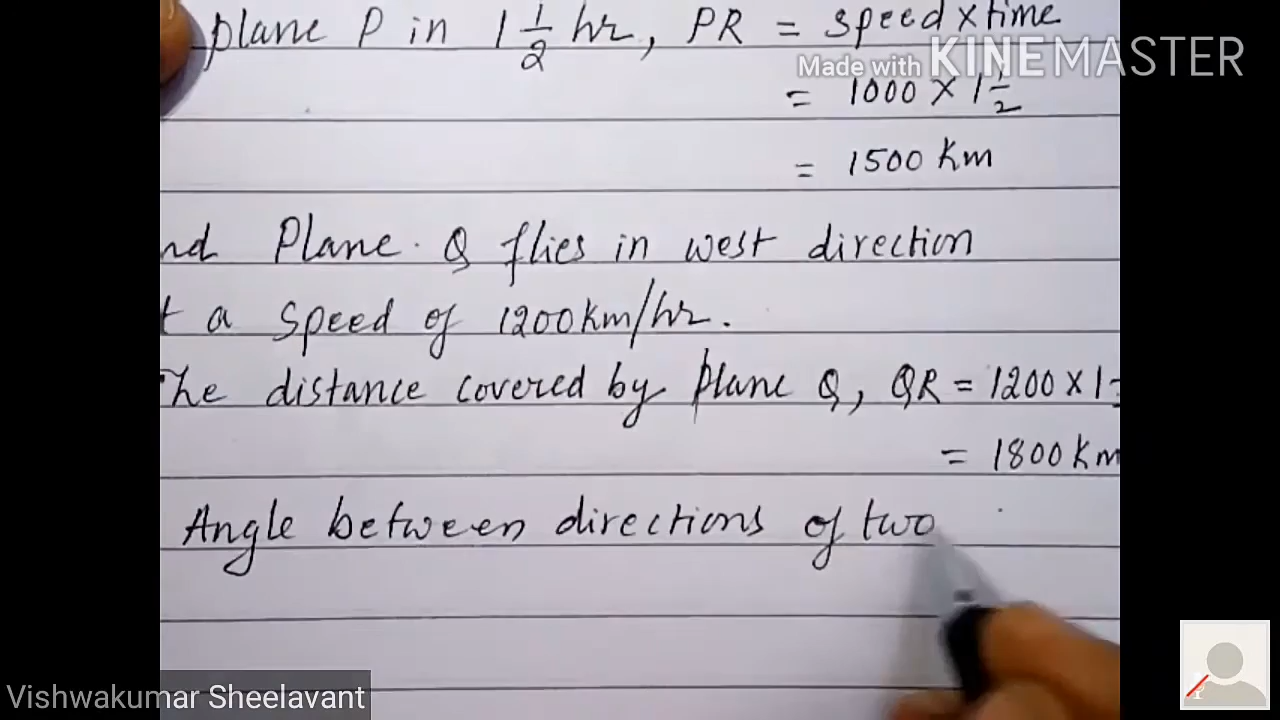 plane P in 1 1/2 hr, PR = speed x time
Made with KINEMASTER
= 1000 x 1 1/2
= 1500 Km
nd Plane. Q flies in west direction
t a speed of 1200km/hr.
The distance covered by plane Q, QR = 1200 x 1
= 1800 Km
Angle between directions of two
Vishwakumar Sheelavant